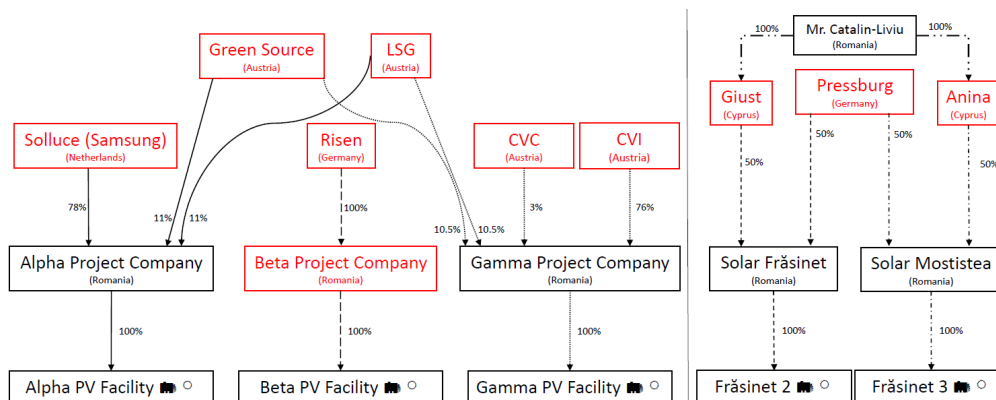 Green Source
(Austria)
LSG
(Austria)
100%
Mr. Catalin-Liviu
(Romania)
100%
Giust
(Cyprus)
Pressburg
(Germany)
Anina
(Cyprus)
Solluce (Samsung)
(Netherlands)
Risen
(Germany)
CVC
(Austria)
CVI
(Austria)
78%
11%
11%
100%
10.5%
10.5%
3%
76%
50%
50%
50%
50%
Alpha Project Company
(Romania)
Beta Project Company
(Romania)
Gamma Project Company
(Romania)
Solar Frăsinet
(Romania)
Solar Mostistea
(Romania)
100%
100%
100%
100%
100%
Alpha PV Facility
Beta PV Facility
Gamma PV Facility
Frăsinet 2
Frăsinet 3